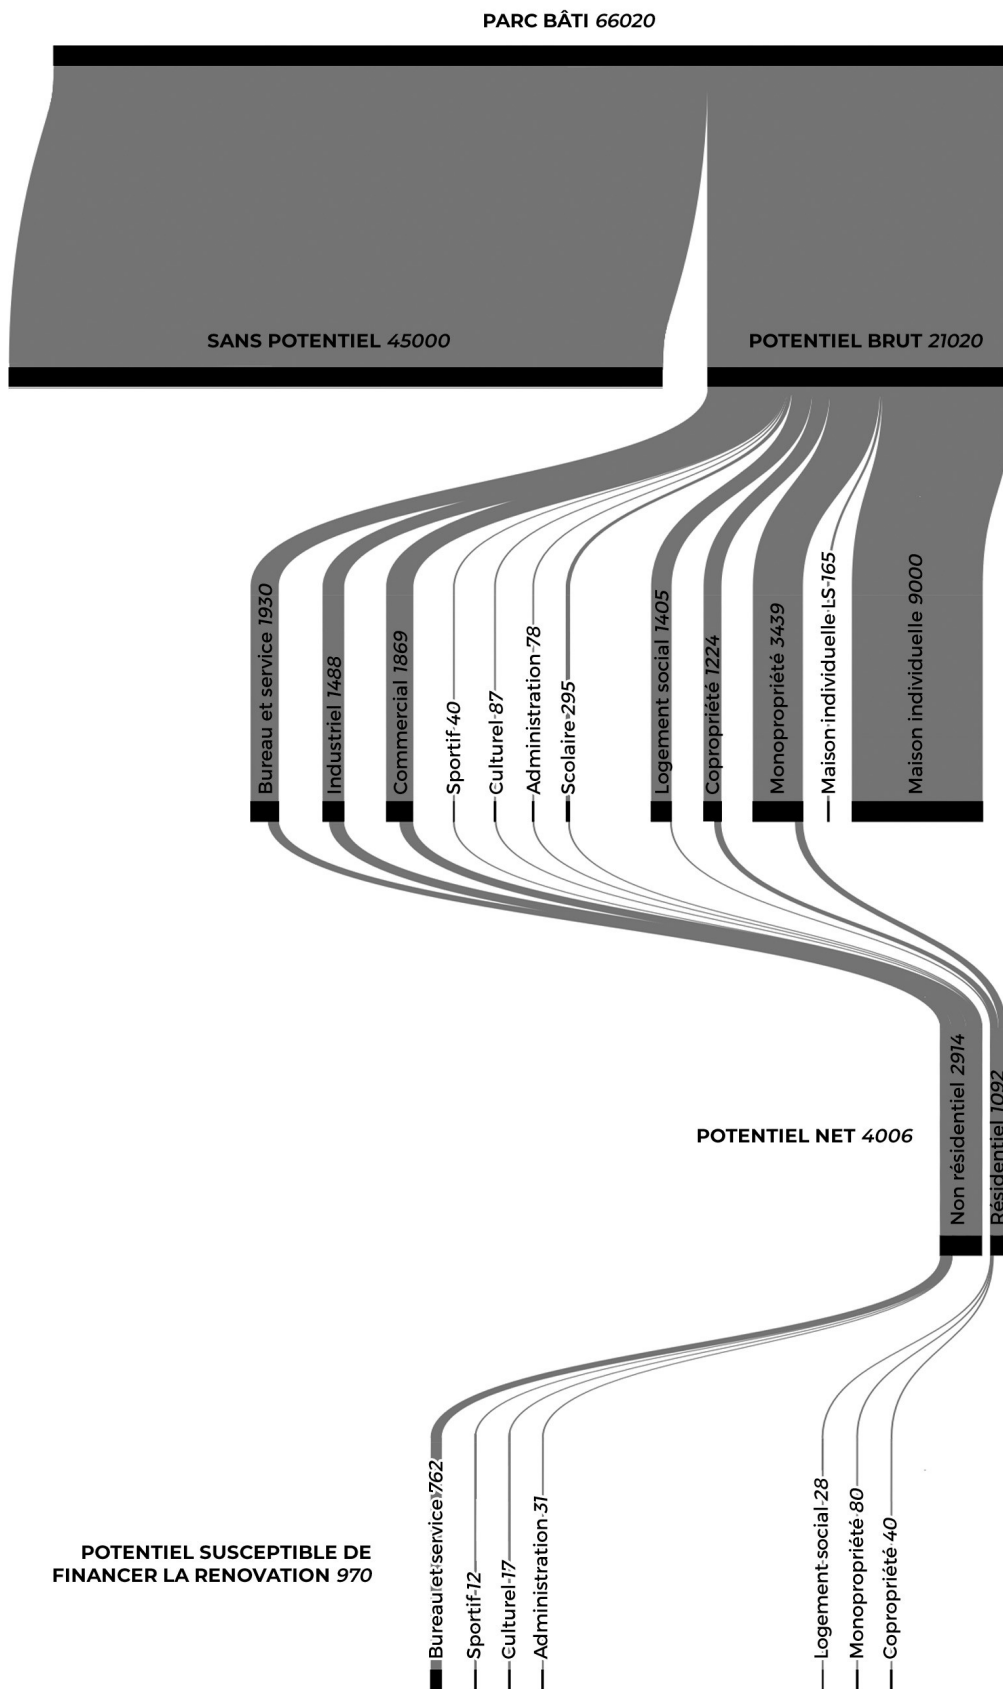 PARC BÂTI 66020
SANS POTENTIEL 45000
POTENTIEL BRUT 21020
Bureau et service 1930
Industriel 1488
Commercial 1869
Sportif 40
Culturel 87
Administration 78
Scolaire 295
Logement social 1405
Copropriété 1224
Monopropriété 3439
Maison individuelle LS 165
Maison individuelle 9000
POTENTIEL NET 4006
Non résidentiel 2914
Résidentiel 1092
POTENTIEL SUSCEPTIBLE DE
FINANCER LA RENOVATION 970
Bureau et service 762
Sportif 12
Culturel 17
Administration 31
Logement social 28
Monopropriété 80
Copropriété 40